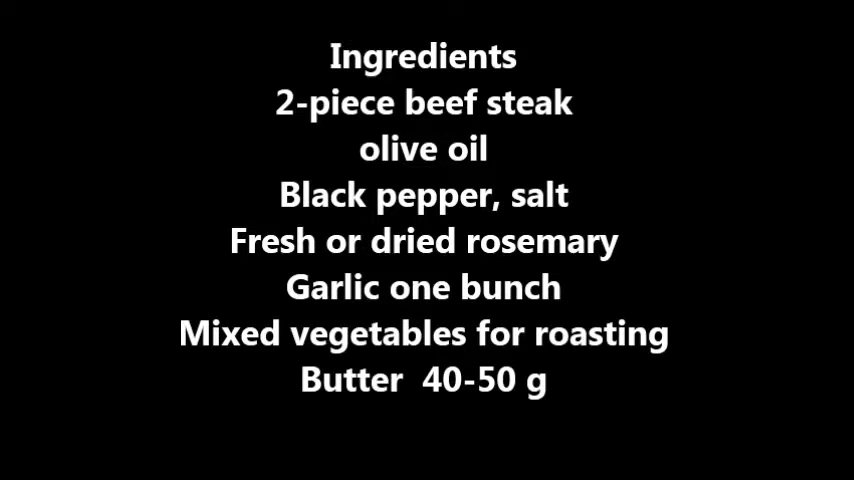 Ingredients
2-piece beef steak
olive oil
Black pepper, salt
Fresh or dried rosemary
Garlic one bunch
Mixed vegetables for roasting
Butter  40-50 g